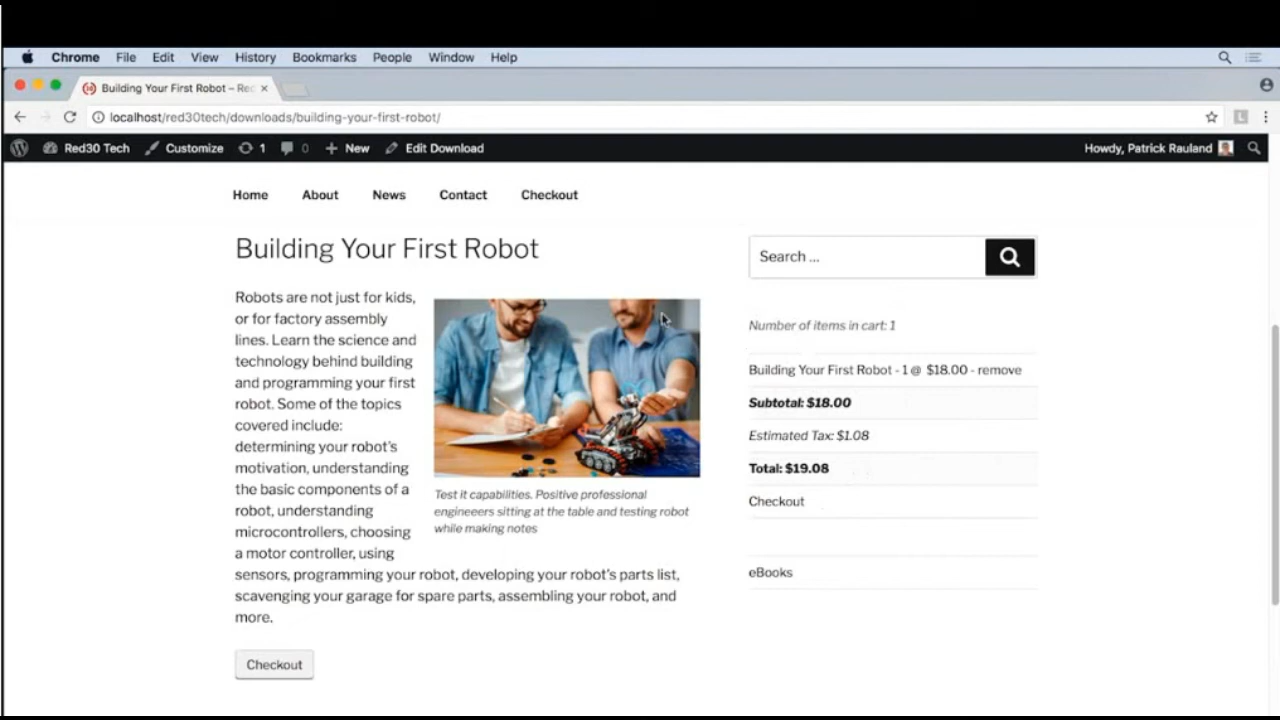 Chrome File Edit View History Bookmarks People Window Help
Building Your First Robot – Re
localhost/red30tech/downloads/building-your-first-robot/
Red30 Tech Customize 1 0 New Edit Download Howdy, Patrick Rauland
Home About News Contact Checkout
Building Your First Robot
Robots are not just for kids,
or for factory assembly
lines. Learn the science and
technology behind building
and programming your first
robot. Some of the topics
covered include:
determining your robot's
motivation, understanding
the basic components of a
robot, understanding
microcontrollers, choosing
a motor controller, using
sensors, programming your robot, developing your robot's parts list,
scavenging your garage for spare parts, assembling your robot, and
more.
Test it capabilities. Positive professional
engineeers sitting at the table and testing robot
while making notes
Checkout
Search ...
Number of items in cart: 1
Building Your First Robot - 1 @ $18.00 - remove
Subtotal: $18.00
Estimated Tax: $1.08
Total: $19.08
Checkout
eBooks